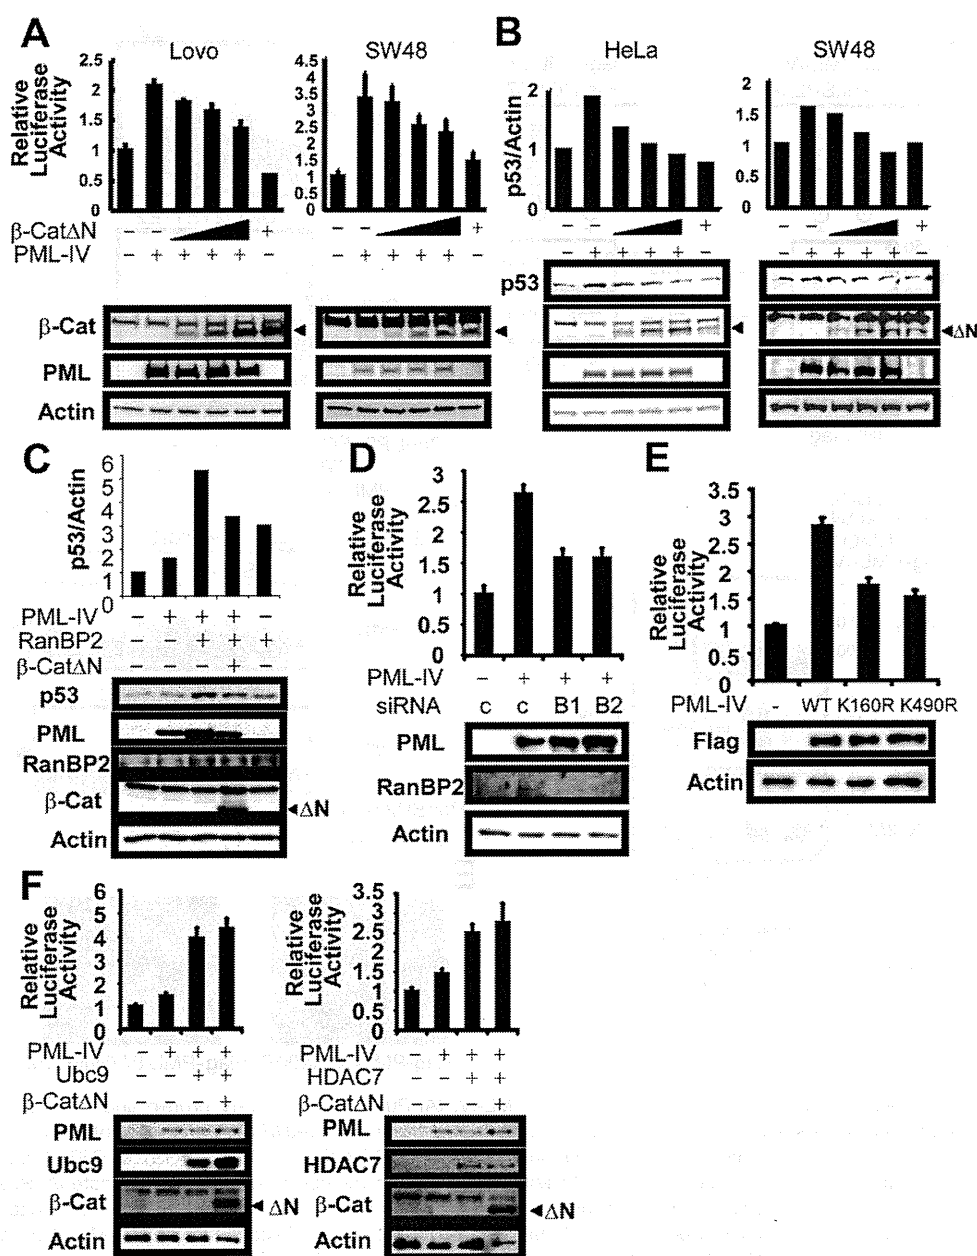 A
Lovo
Relative Luciferase Activity
2.5
2
1.5
1
0.5
0
SW48
4.5
4
3.5
3
2.5
2
1.5
1
0.5
0
β-CatΔN – – +
PML-IV – + + + + –
– – +
– + + + + –
β-Cat
PML
Actin
B
HeLa
p53/Actin
2
1.5
1
0.5
0
SW48
2
1.5
1
0.5
0
– – +
– + + + + –
– – +
– + + + + –
p53
ΔN
C
p53/Actin
6
5
4
3
2
1
0
PML-IV – + + + –
RanBP2 – – + + +
β-CatΔN – – – + –
p53
PML
RanBP2
β-Cat
ΔN
Actin
D
Relative Luciferase Activity
3
2.5
2
1.5
1
0.5
0
PML-IV – + + +
siRNA c c B1 B2
PML
RanBP2
Actin
E
Relative Luciferase Activity
3.5
3
2.5
2
1.5
1
0.5
0
PML-IV - WT K160R K490R
Flag
Actin
F
Relative Luciferase Activity
6
5
4
3
2
1
0
PML-IV – + + +
Ubc9 – – + +
β-CatΔN – – – +
PML
Ubc9
β-Cat
ΔN
Actin
Relative Luciferase Activity
3.5
3
2.5
2
1.5
1
0.5
0
PML-IV – + + +
HDAC7 – – + +
β-CatΔN – – – +
PML
HDAC7
β-Cat
ΔN
Actin